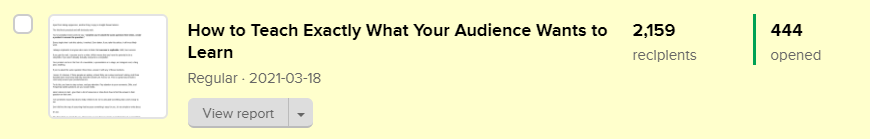 How to Teach Exactly What Your Audience Wants to
Learn
Regular · 2021-03-18
View report
2,159
recipients
444
opened